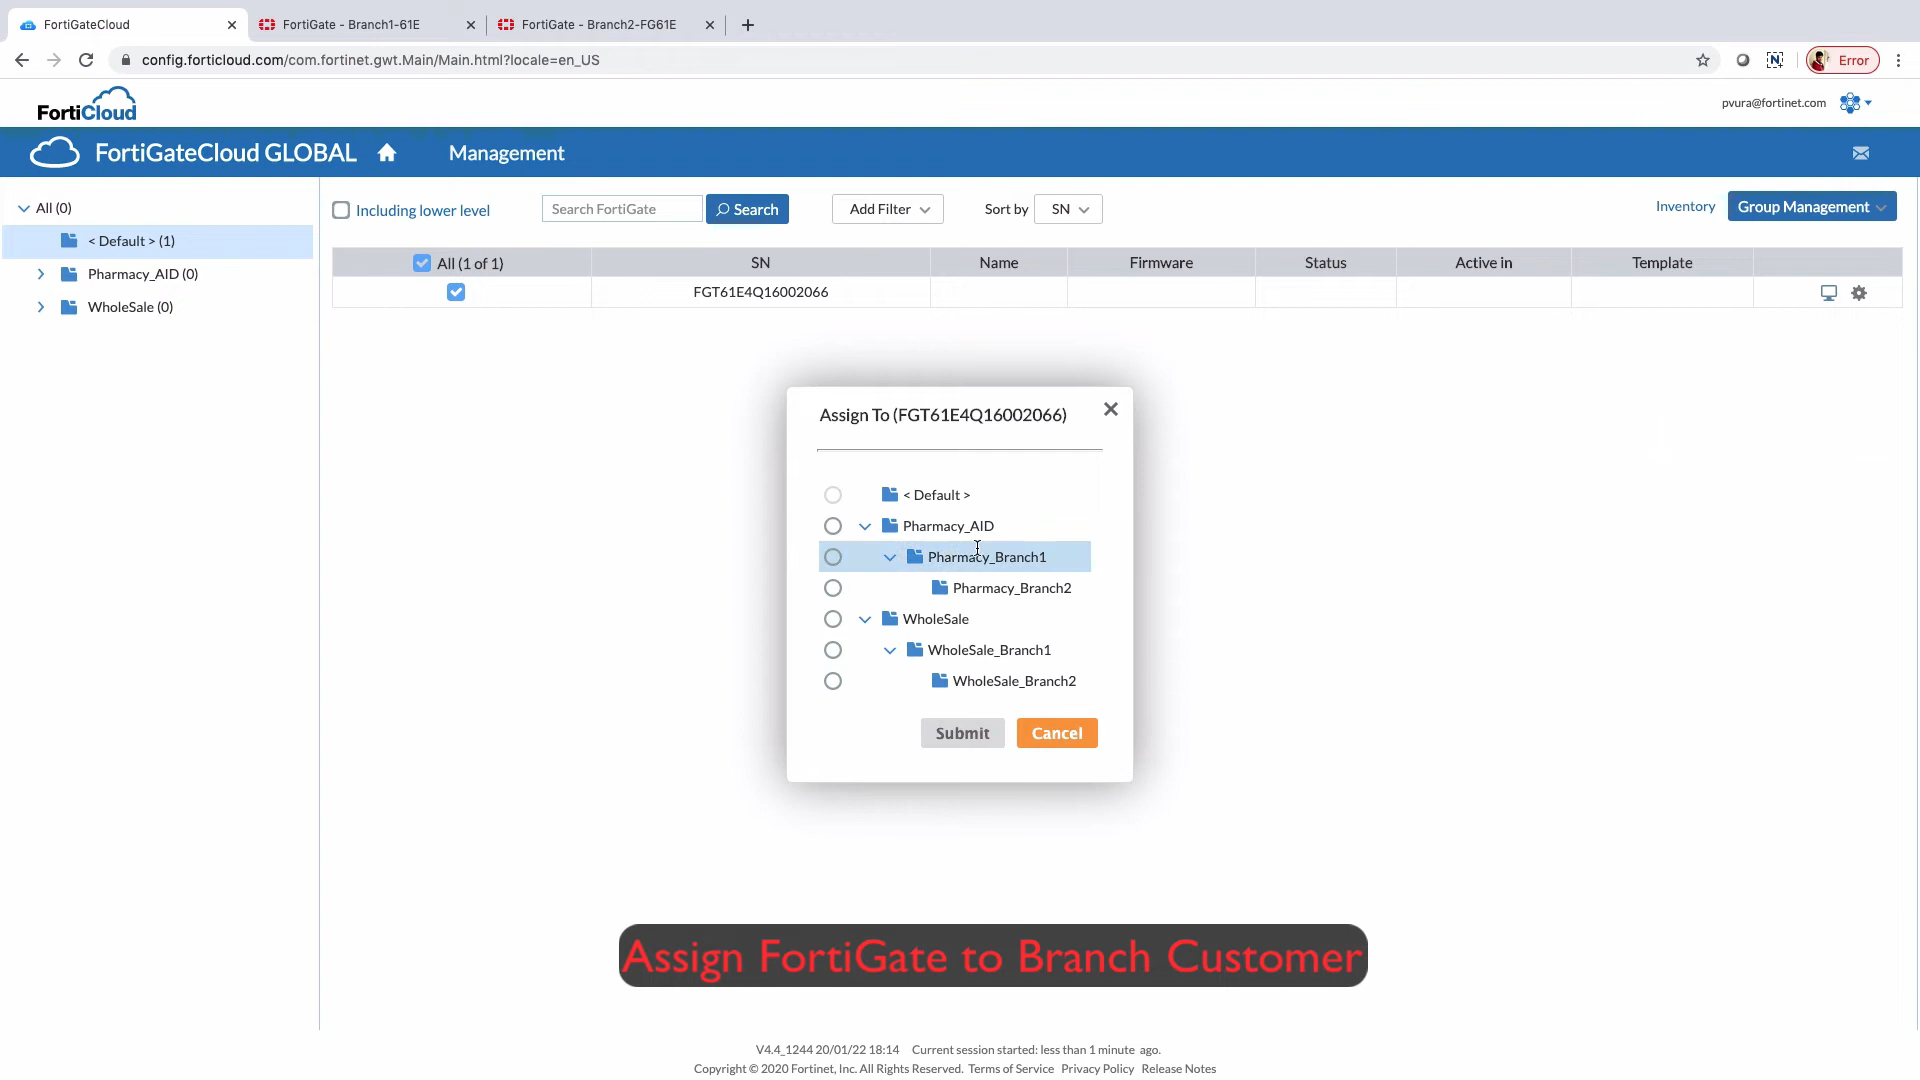 FortiGateCloud
FortiGate - Branch1-61E
FortiGate - Branch2-FG61E
config.forticloud.com/com.fortinet.gwt.Main/Main.html?locale=en_US
Error
FortiCloud
pvura@fortinet.com
FortiGateCloud GLOBAL
Management
All (0)
< Default > (1)
Pharmacy_AID (0)
WholeSale (0)
Including lower level
Search FortiGate
Search
Add Filter
Sort by
SN
Inventory
Group Management
All (1 of 1)
SN
Name
Firmware
Status
Active in
Template
FGT61E4Q16002066
Assign To (FGT61E4Q16002066)
< Default >
Pharmacy_AID
Pharmacy_Branch1
Pharmacy_Branch2
WholeSale
WholeSale_Branch1
WholeSale_Branch2
Submit
Cancel
Assign FortiGate to Branch Customer
V4.4_1244 20/01/22 18:14 Current session started: less than 1 minute ago.
Copyright © 2020 Fortinet, Inc. All Rights Reserved. Terms of Service Privacy Policy Release Notes